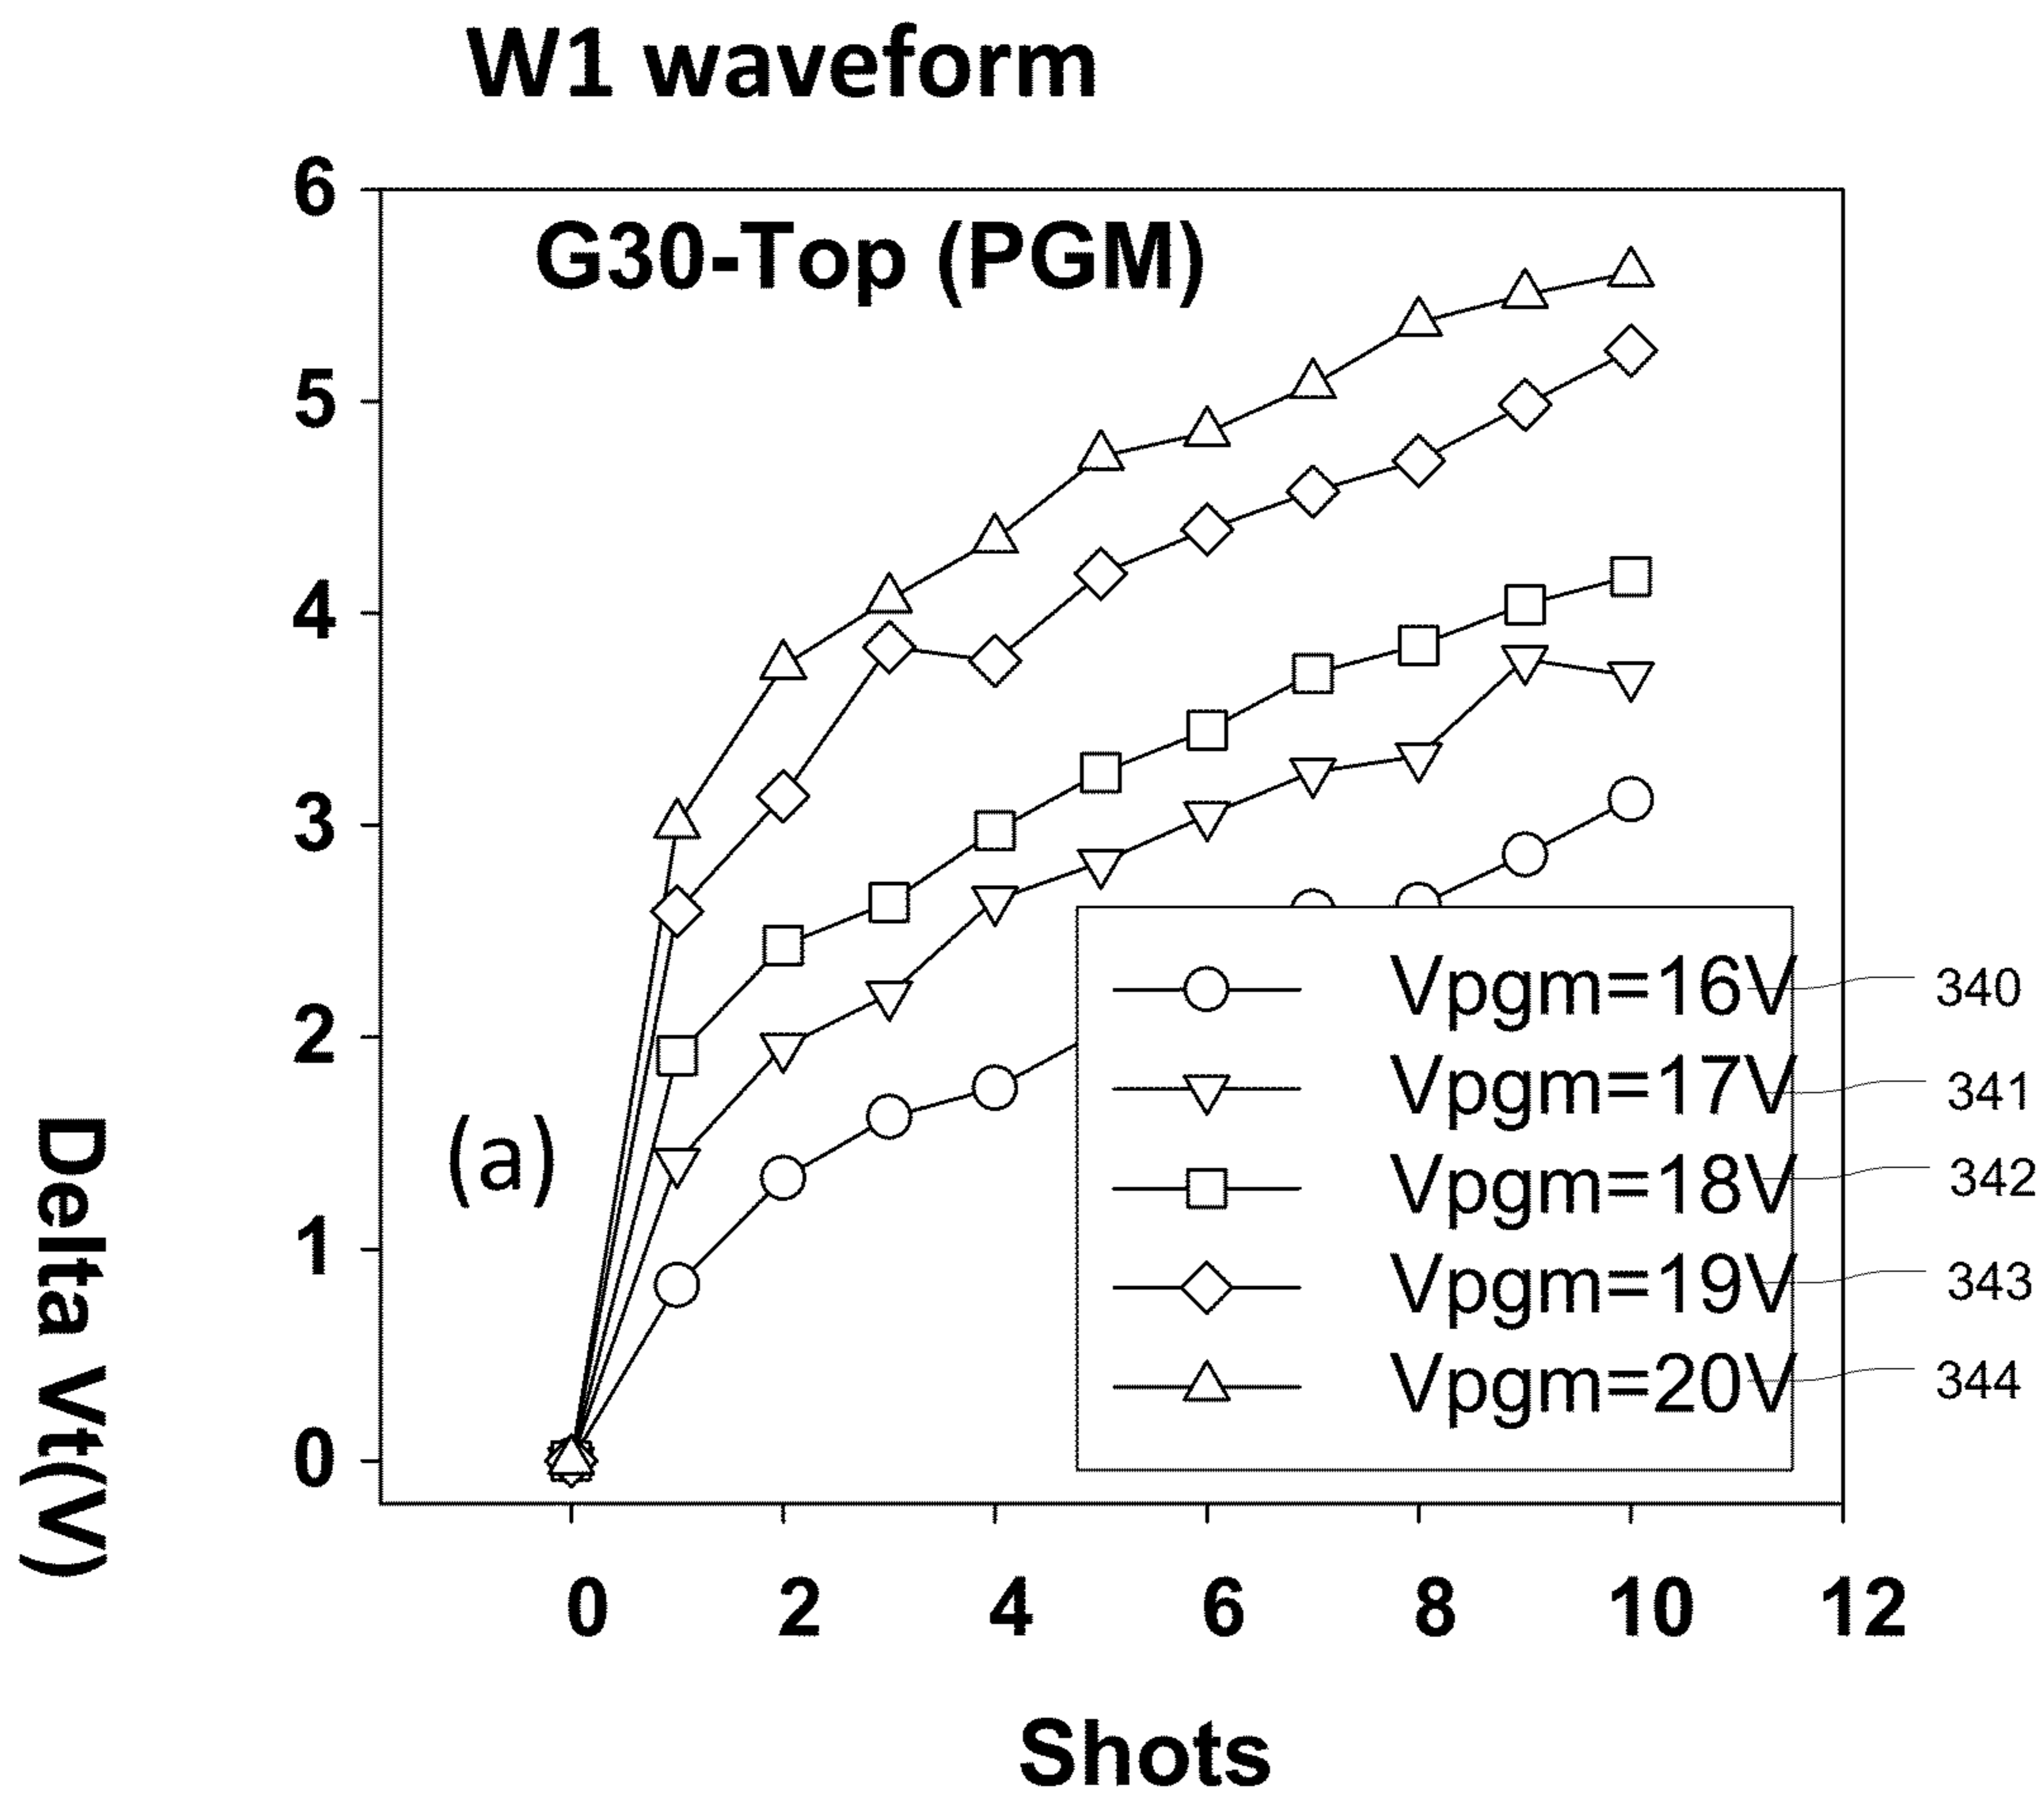 W1 waveform
G30-Top (PGM)
6
5
4
3
2
1
0
(a)
Delta Vt(V)
Vpgm=16V 340
Vpgm=17V 341
Vpgm=18V 342
Vpgm=19V 343
Vpgm=20V 344
0 2 4 6 8 10 12
Shots